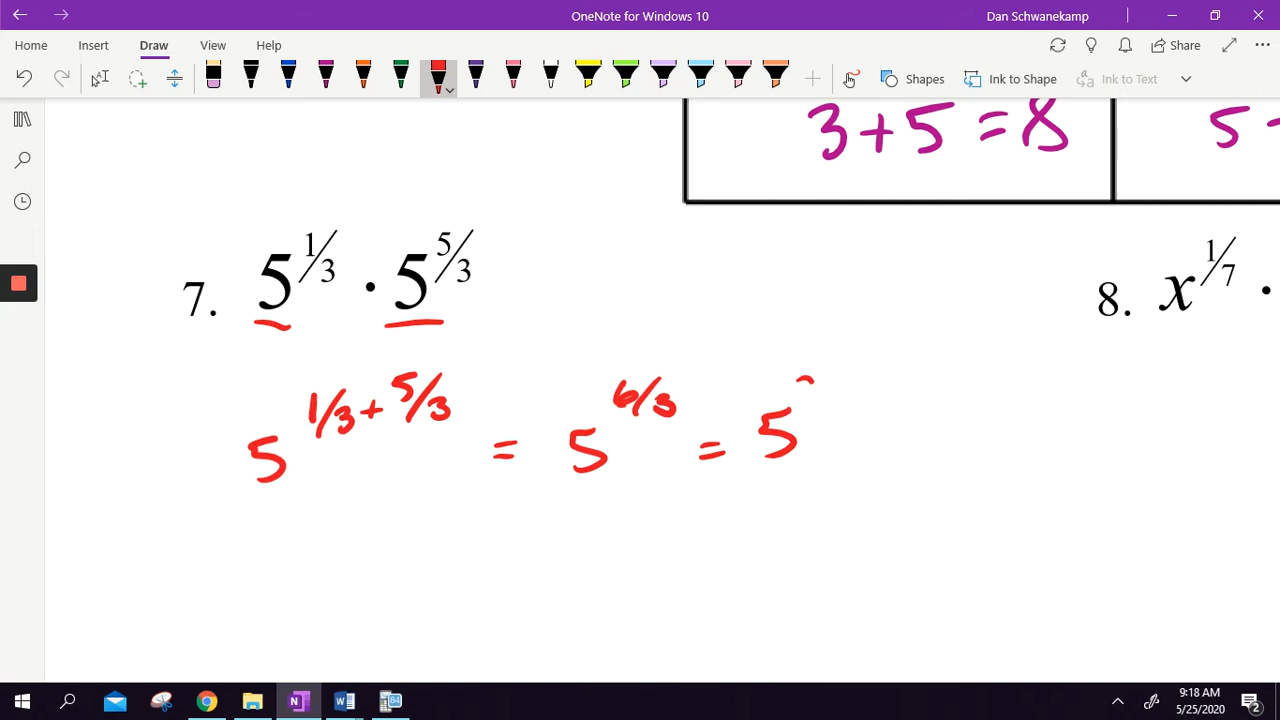 OneNote for Windows 10
Dan Schwanekamp
Home Insert Draw View Help
Share
Shapes Ink to Shape Ink to Text
3+5=8
5
7. 5^{1/3} · 5^{5/3}
8. x^{1/7} ·
5^{1/3+5/3} = 5^{6/3} = 5
9:18 AM
5/25/2020
2